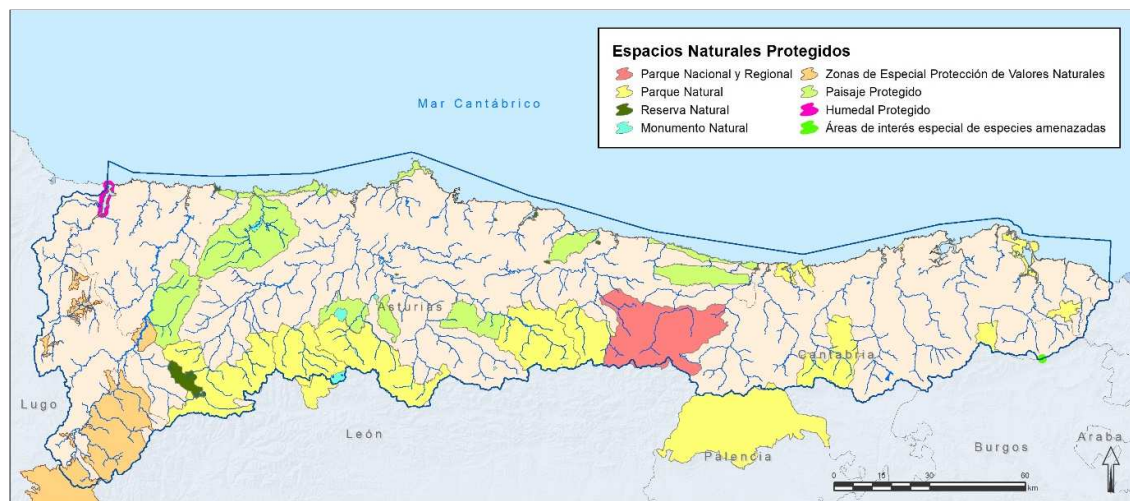 Espacios Naturales Protegidos
Parque Nacional y Regional
Parque Natural
Reserva Natural
Monumento Natural
Zonas de Especial Protección de Valores Naturales
Paisaje Protegido
Humedal Protegido
Áreas de interés especial de especies amenazadas
Mar Cantábrico
Asturias
Cantabria
Lugo
León
Palencia
Burgos
Araba
0 15 30 60
km